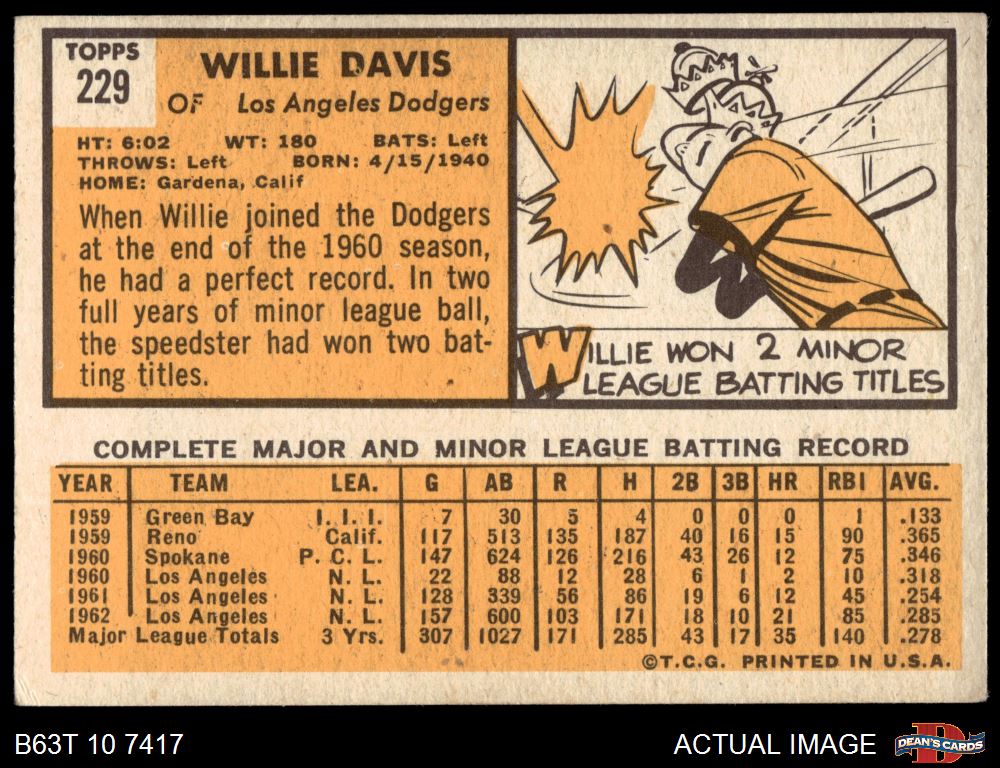 TOPPS
229
WILLIE DAVIS
OF Los Angeles Dodgers
HT: 6:02 WT: 180 BATS: Left
THROWS: Left BORN: 4/15/1940
HOME: Gardena, Calif
When Willie joined the Dodgers
at the end of the 1960 season,
he had a perfect record. In two
full years of minor league ball,
the speedster had won two bat-
ting titles.
WILLIE WON 2 MINOR
LEAGUE BATTING TITLES
COMPLETE MAJOR AND MINOR LEAGUE BATTING RECORD
YEAR TEAM LEA. G AB R H 2B 3B HR RBI AVG.
1959 Green Bay I. I. I. 7 30 5 4 0 0 0 1 .133
1959 Reno Calif. 117 513 135 187 40 16 15 90 .365
1960 Spokane P. C. L. 147 624 126 216 43 26 12 75 .346
1960 Los Angeles N. L. 22 88 12 28 6 1 2 10 .318
1961 Los Angeles N. L. 128 339 56 86 19 6 12 45 .254
1962 Los Angeles N. L. 157 600 103 171 18 10 21 85 .285
Major League Totals 3 Yrs. 307 1027 171 285 43 17 35 140 .278
©T.C.G. PRINTED IN U.S.A.
B63T 10 7417
ACTUAL IMAGE
D
DEAN'S CARDS